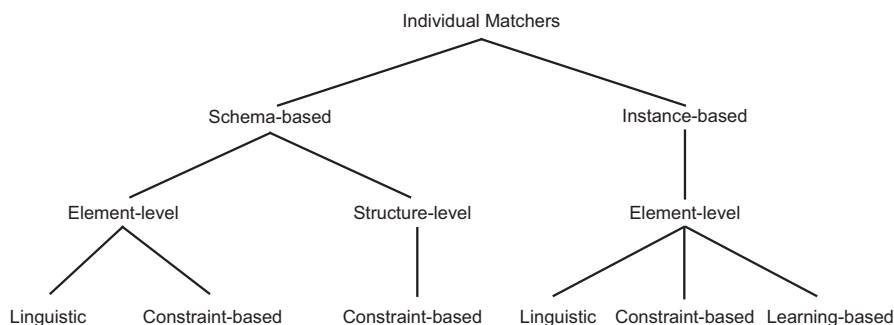 Individual Matchers
Schema-based Instance-based
Element-level Structure-level Element-level
Linguistic Constraint-based Constraint-based Linguistic Constraint-based Learning-based